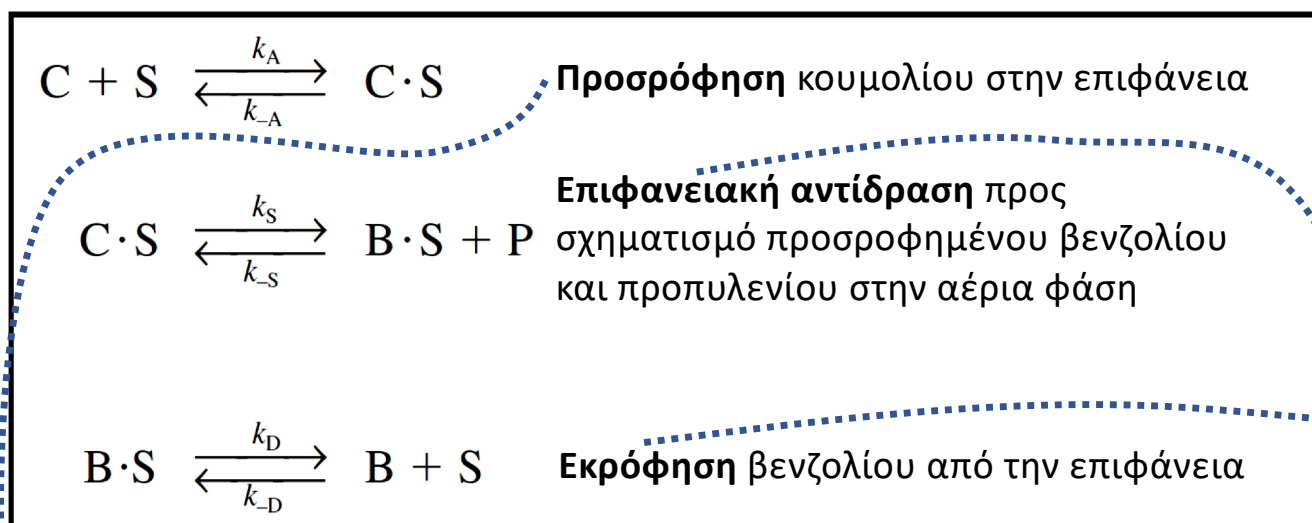 k_A
C + S ⇄ C·S Προσρόφηση κουμολίου στην επιφάνεια
k_–A
Επιφανειακή αντίδραση προς
k_S
C·S ⇄ B·S + P σχηματισμό προσροφημένου βενζολίου
k_–S
και προπυλενίου στην αέρια φάση
k_D
B·S ⇄ B + S Εκρόφηση βενζολίου από την επιφάνεια
k_–D